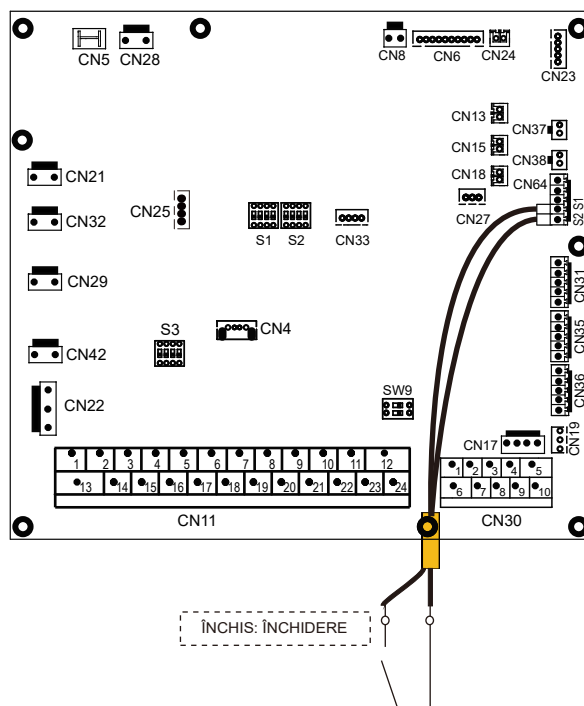 CN5 CN28 CN8 CN6 CN24 CN23
CN13
CN37
CN15
CN38
CN18
CN64
CN21
CN25
CN32
S1 S2 CN33
CN27
S2 S1
CN29
CN31
S3
CN4
CN35
CN42
CN22
SW9
CN36
CN17
CN19
1 2 3 4 5 6 7 8 9 10 11 12
13 14 15 16 17 18 19 20 21 22 23 24
CN11
1 2 3 4 5
6 7 8 9 10
CN30
ÎNCHIS: ÎNCHIDERE